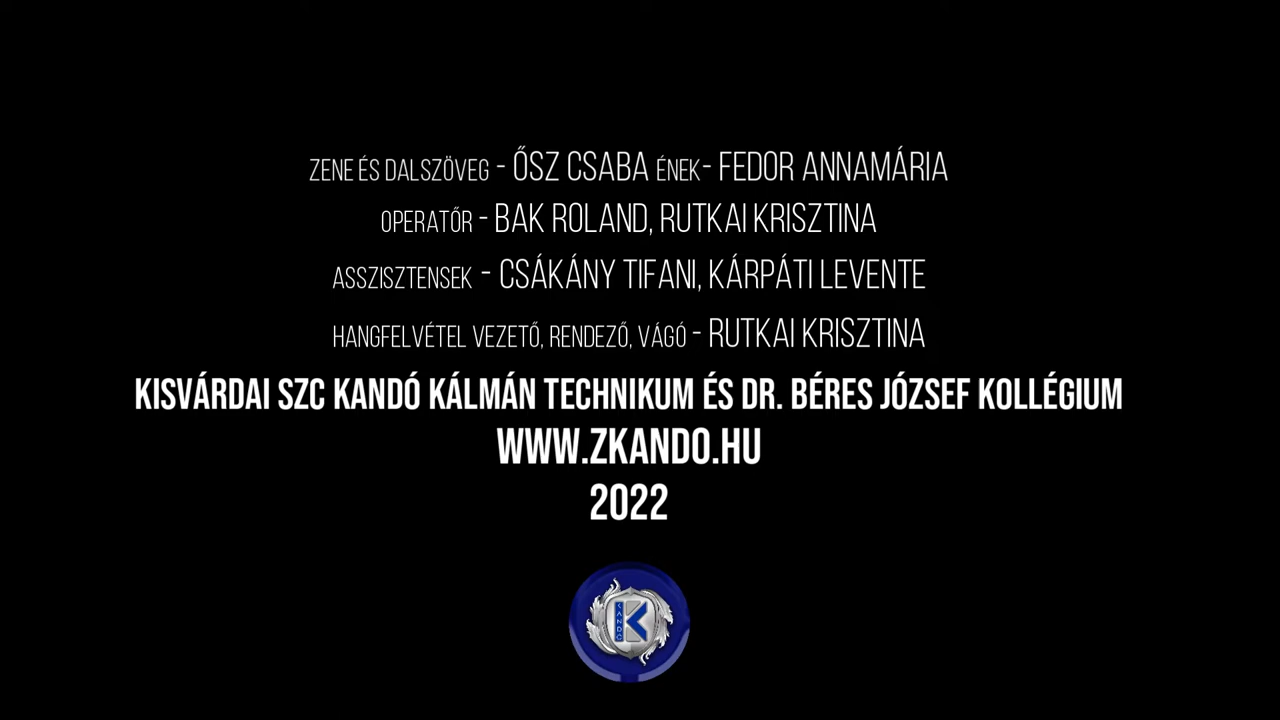 ZENE ÉS DALSZÖVEG - ŐSZ CSABA ÉNEK- FEDOR ANNAMÁRIA
OPERATŐR - BAK ROLAND, RUTKAI KRISZTINA
ASSZISZTENSEK - CSÁKÁNY TIFANI, KÁRPÁTI LEVENTE
HANGFELVÉTEL VEZETŐ, RENDEZŐ, VÁGÓ - RUTKAI KRISZTINA
KISVÁRDAI SZC KANDÓ KÁLMÁN TECHNIKUM ÉS DR. BÉRES JÓZSEF KOLLÉGIUM
WWW.ZKANDO.HU
2022
KANDÓ K